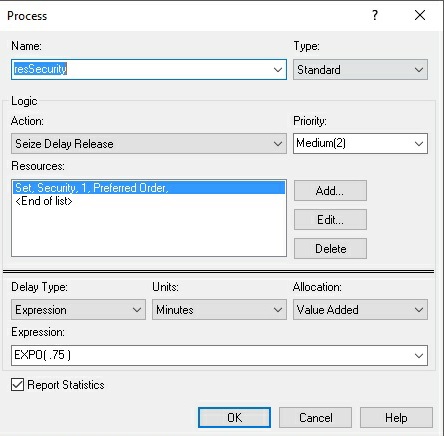 Process ? ×
Name: Type:
resSecurity Standard
Logic
Action: Priority:
Seize Delay Release Medium(2)
Resources:
Set, Security, 1, Preferred Order, Add...
<End of list> Edit...
Delete
Delay Type: Units: Allocation:
Expression Minutes Value Added
Expression:
EXPO( .75 )
Report Statistics
OK Cancel Help